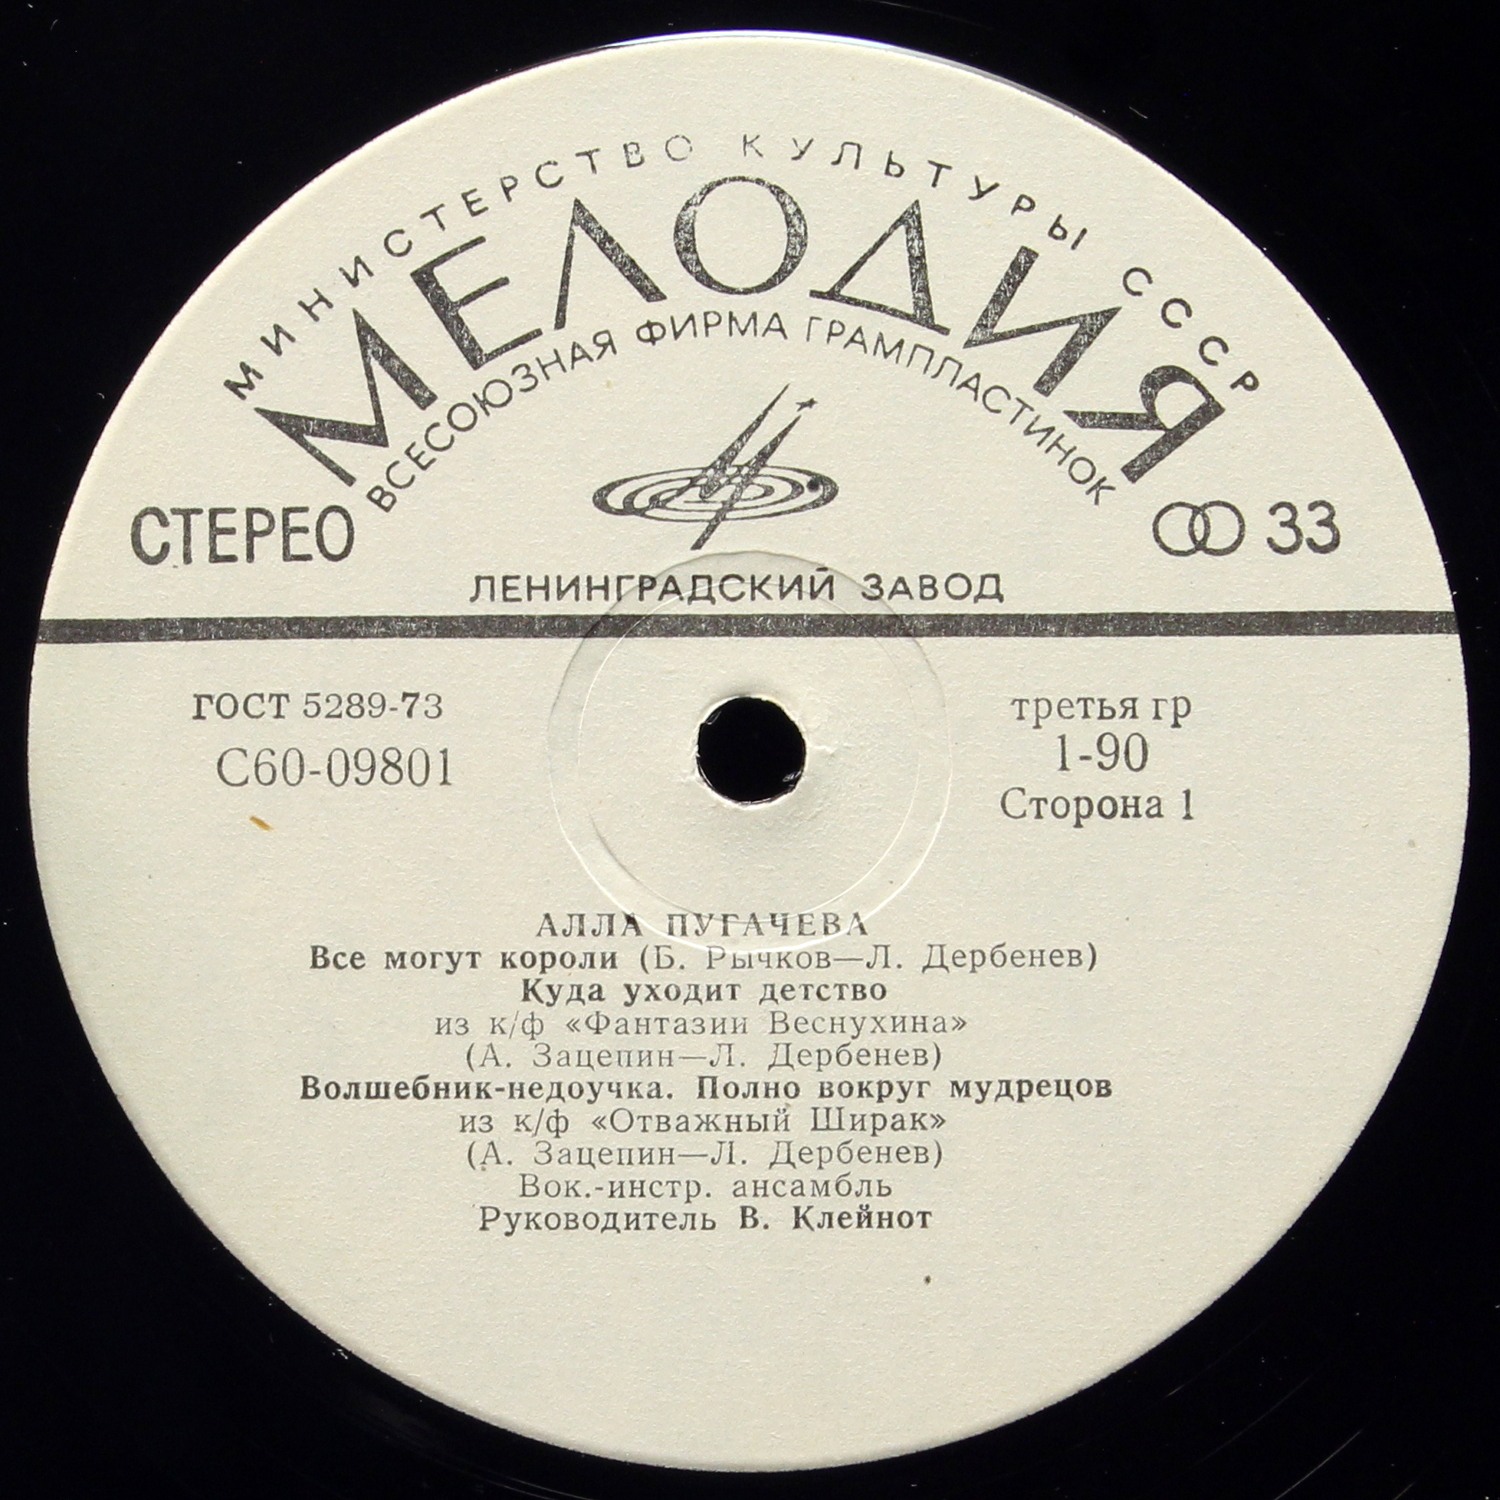 МИНИСТЕРСТВО КУЛЬТУРЫ СССР
МЕЛОДИЯ
ВСЕСОЮЗНАЯ ФИРМА ГРАМПЛАСТИНОК
СТЕРЕО
33
ЛЕНИНГРАДСКИЙ ЗАВОД
ГОСТ 5289-73
С60-09801
третья гр
1-90
Сторона 1
АЛЛА ПУГАЧЕВА
Все могут короли (Б. Рычков—Л. Дербенев)
Куда уходит детство
из к/ф «Фантазии Веснухина»
(А. Зацепин—Л. Дербенев)
Волшебник-недоучка. Полно вокруг мудрецов
из к/ф «Отважный Ширак»
(А. Зацепин—Л. Дербенев)
Вок.-инстр. ансамбль
Руководитель В. Клейнот